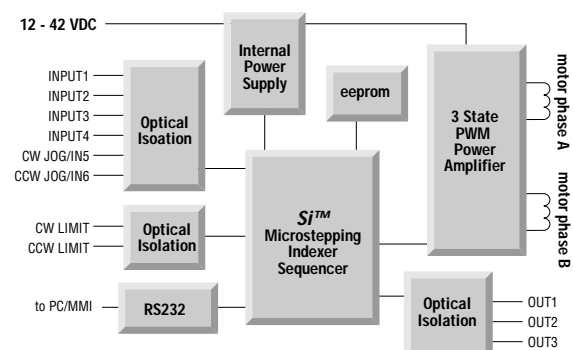 12 - 42 VDC
Internal
Power
Supply
eeprom
3 State
PWM
Power
Amplifier
motor phase A
motor phase B
INPUT1
INPUT2
INPUT3
INPUT4
CW JOG/IN5
CCW JOG/IN6
Optical
Isoation
Si™
Microstepping
Indexer
Sequencer
CW LIMIT
CCW LIMIT
Optical
Isolation
to PC/MMI
RS232
Optical
Isolation
OUT1
OUT2
OUT3